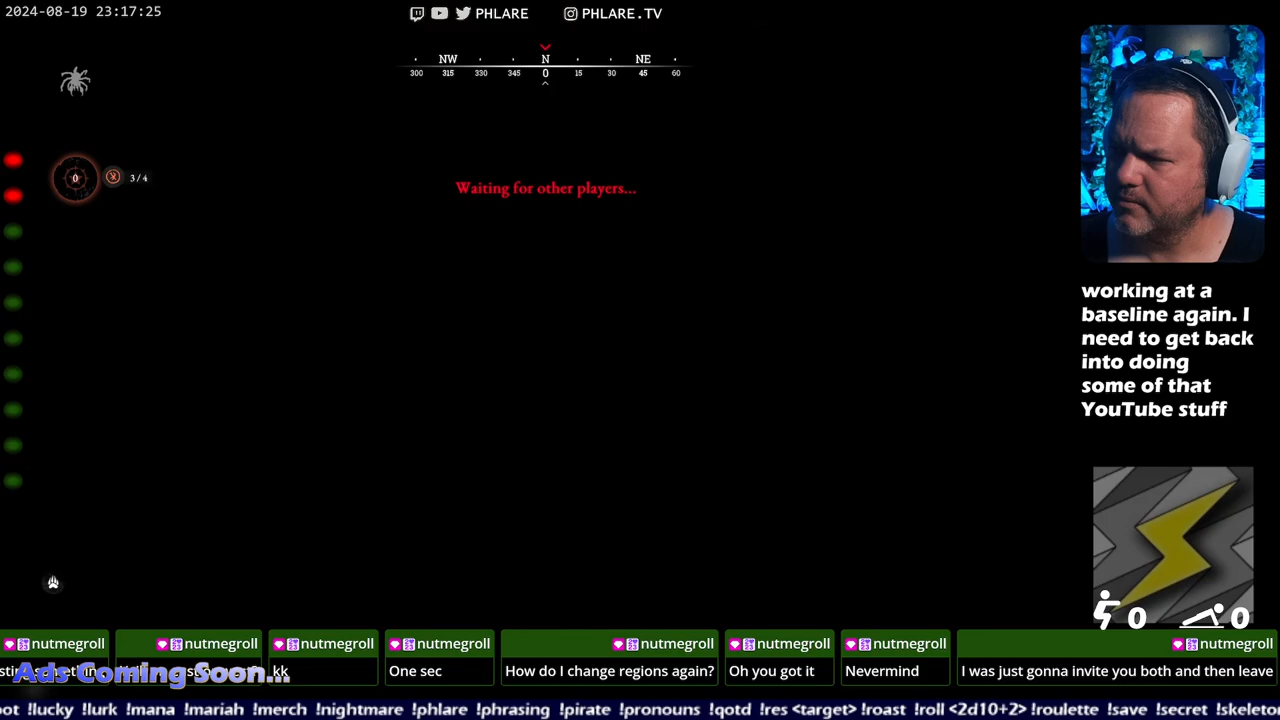 2024-08-19 23:17:25
PHLARE
PHLARE.TV
NW N NE
300 315 330 345 0 15 30 45 60
0
3/4
Waiting for other players...
working at a
baseline again. I
need to get back
into doing
some of that
YouTube stuff
0 0
nutmegroll
nutmegroll
nutmegroll
nutmegroll
nutmegroll
nutmegroll
nutmegroll
nutmegroll
Ads Coming Soon...
kk
One sec
How do I change regions again?
Oh you got it
Nevermind
I was just gonna invite you both and then leave
!lucky !lurk !mana !mariah !merch !nightmare !phlare !phrasing !pirate !pronouns !qotd !res <target> !roast !roll <2d10+2> !roulette !save !secret